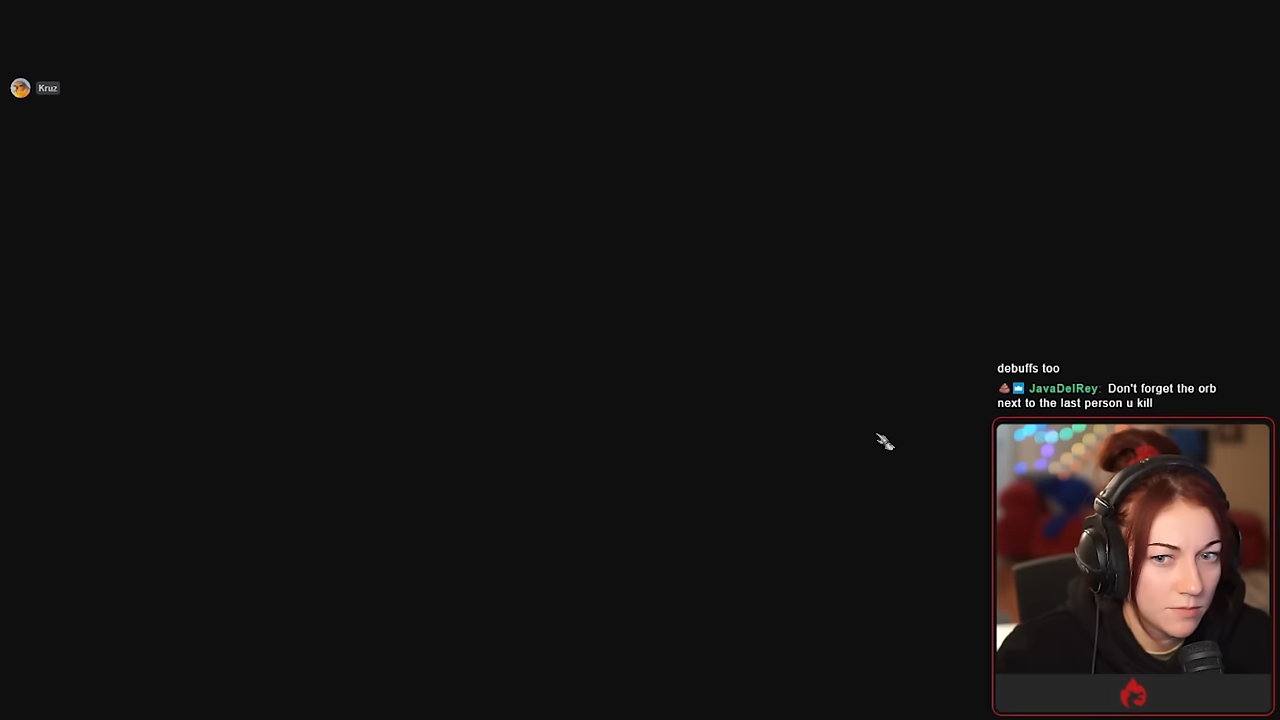 Kruz
debuffs too
JavaDelRey: Don't forget the orb
next to the last person u kill